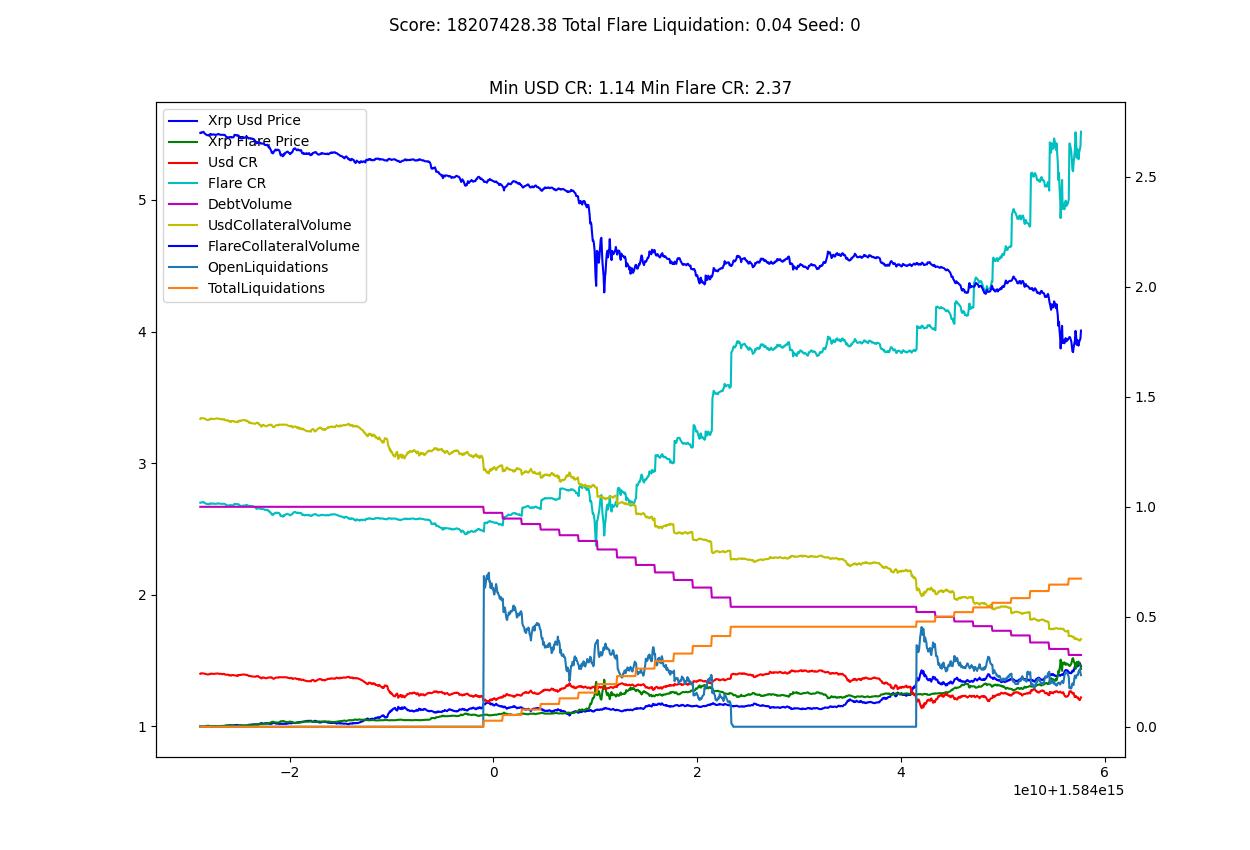 Score: 18207428.38 Total Flare Liquidation: 0.04 Seed: 0
Min USD CR: 1.14 Min Flare CR: 2.37
Xrp Usd Price
Xrp Flare Price
Usd CR
Flare CR
DebtVolume
UsdCollateralVolume
FlareCollateralVolume
OpenLiquidations
TotalLiquidations
5
4
3
2
1
2.5
2.0
1.5
1.0
0.5
0.0
−2
0
2
4
6
1e10+1.584e15